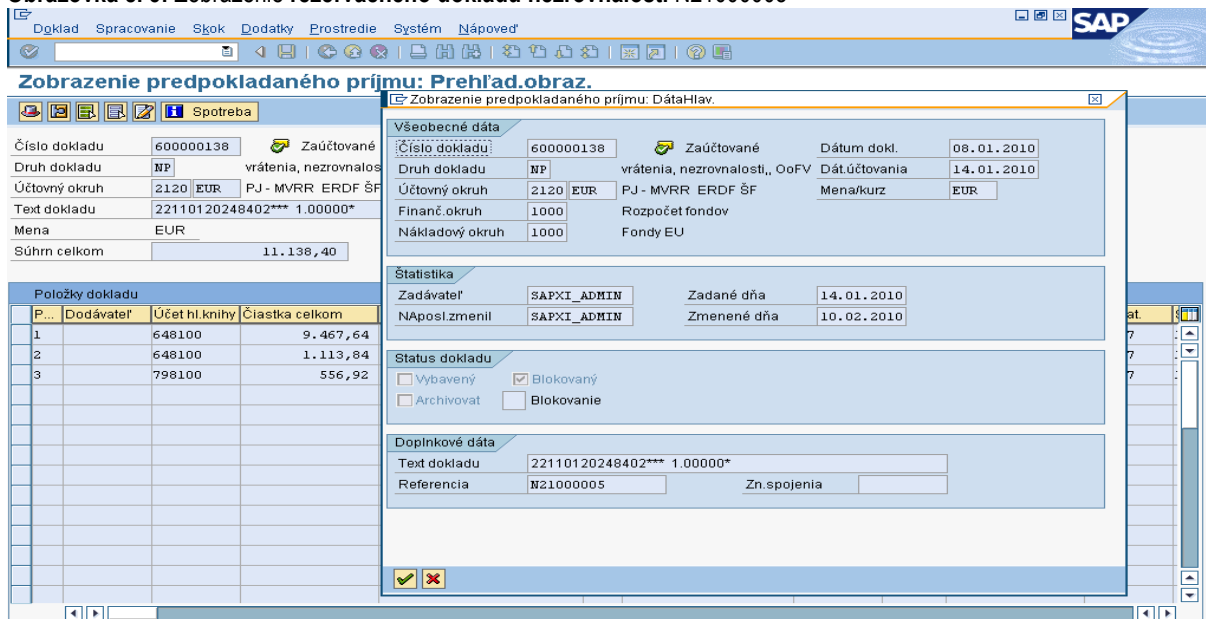 Doklad Spracovanie Skok Dodatky Prostredie Systém Nápoveď
SAP
Zobrazenie predpokladaného príjmu: Prehľad.obraz.
Spotreba
Číslo dokladu 600000138 Zaúčtované
Druh dokladu NP vrátenia, nezrovnalos
Účtovný okruh 2120 EUR PJ - MVRR ERDF ŠF
Text dokladu 22110120248402*** 1.00000*
Mena EUR
Súhrn celkom 11.138,40
Položky dokladu
P... Dodávateľ Účet hl.knihy Čiastka celkom
1 648100 9.467,64
2 648100 1.113,84
3 798100 556,92
Zobrazenie predpokladaného príjmu: DátaHlav.
Všeobecné dáta
Číslo dokladu 600000138 Zaúčtované Dátum dokl. 08.01.2010
Druh dokladu NP vrátenia, nezrovnalosti,, OoFV Dát.účtovania 14.01.2010
Účtovný okruh 2120 EUR PJ - MVRR ERDF ŠF Mena/kurz EUR
Finanč.okruh 1000 Rozpočet fondov
Nákladový okruh 1000 Fondy EU
Štatistika
Zadávateľ SAPXI_ADMIN Zadané dňa 14.01.2010
NAposl.zmenil SAPXI_ADMIN Zmenené dňa 10.02.2010
Status dokladu
Vybavený Blokovaný
Archivovat Blokovanie
Doplnkové dáta
Text dokladu 22110120248402*** 1.00000*
Referencia N21000005 Zn.spojenia
at.
7
7
7